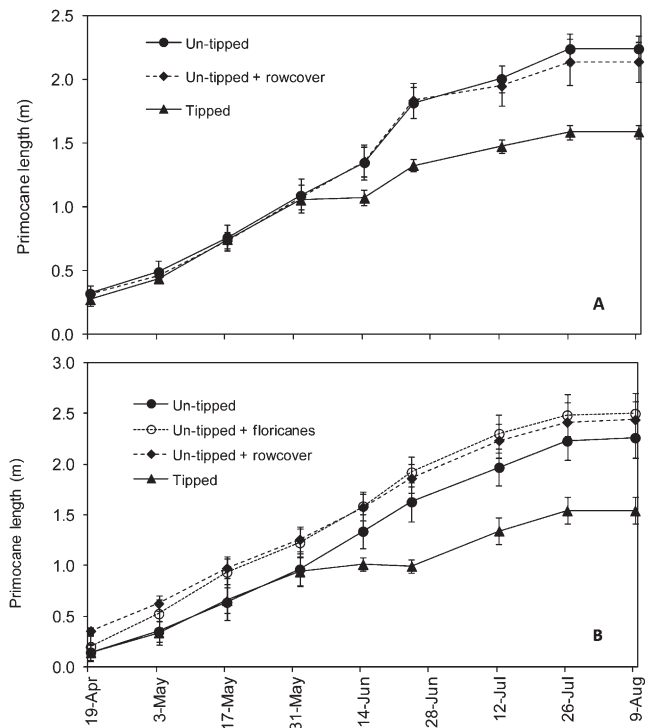 2.5
2.0
1.5
1.0
0.5
0.0
Primocane length (m)
Un-tipped
Un-tipped + rowcover
Tipped
A
3.0
2.5
2.0
1.5
1.0
0.5
0.0
Primocane length (m)
Un-tipped
Un-tipped + floricanes
Un-tipped + rowcover
Tipped
B
19-Apr
3-May
17-May
31-May
14-Jun
28-Jun
12-Jul
26-Jul
9-Aug